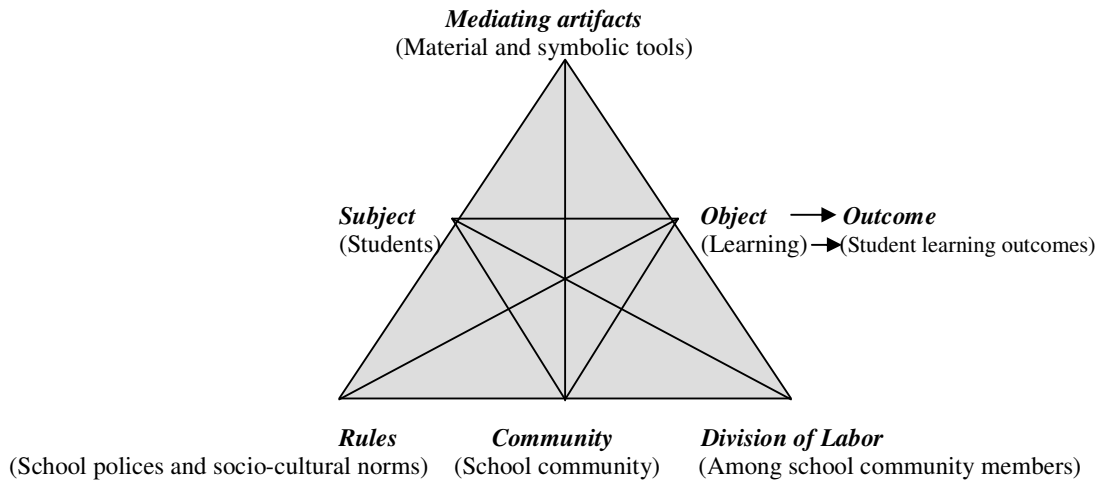 Mediating artifacts
(Material and symbolic tools)
Subject
(Students)
Object → Outcome
(Learning) → (Student learning outcomes)
Rules
(School polices and socio-cultural norms)
Community
(School community)
Division of Labor
(Among school community members)